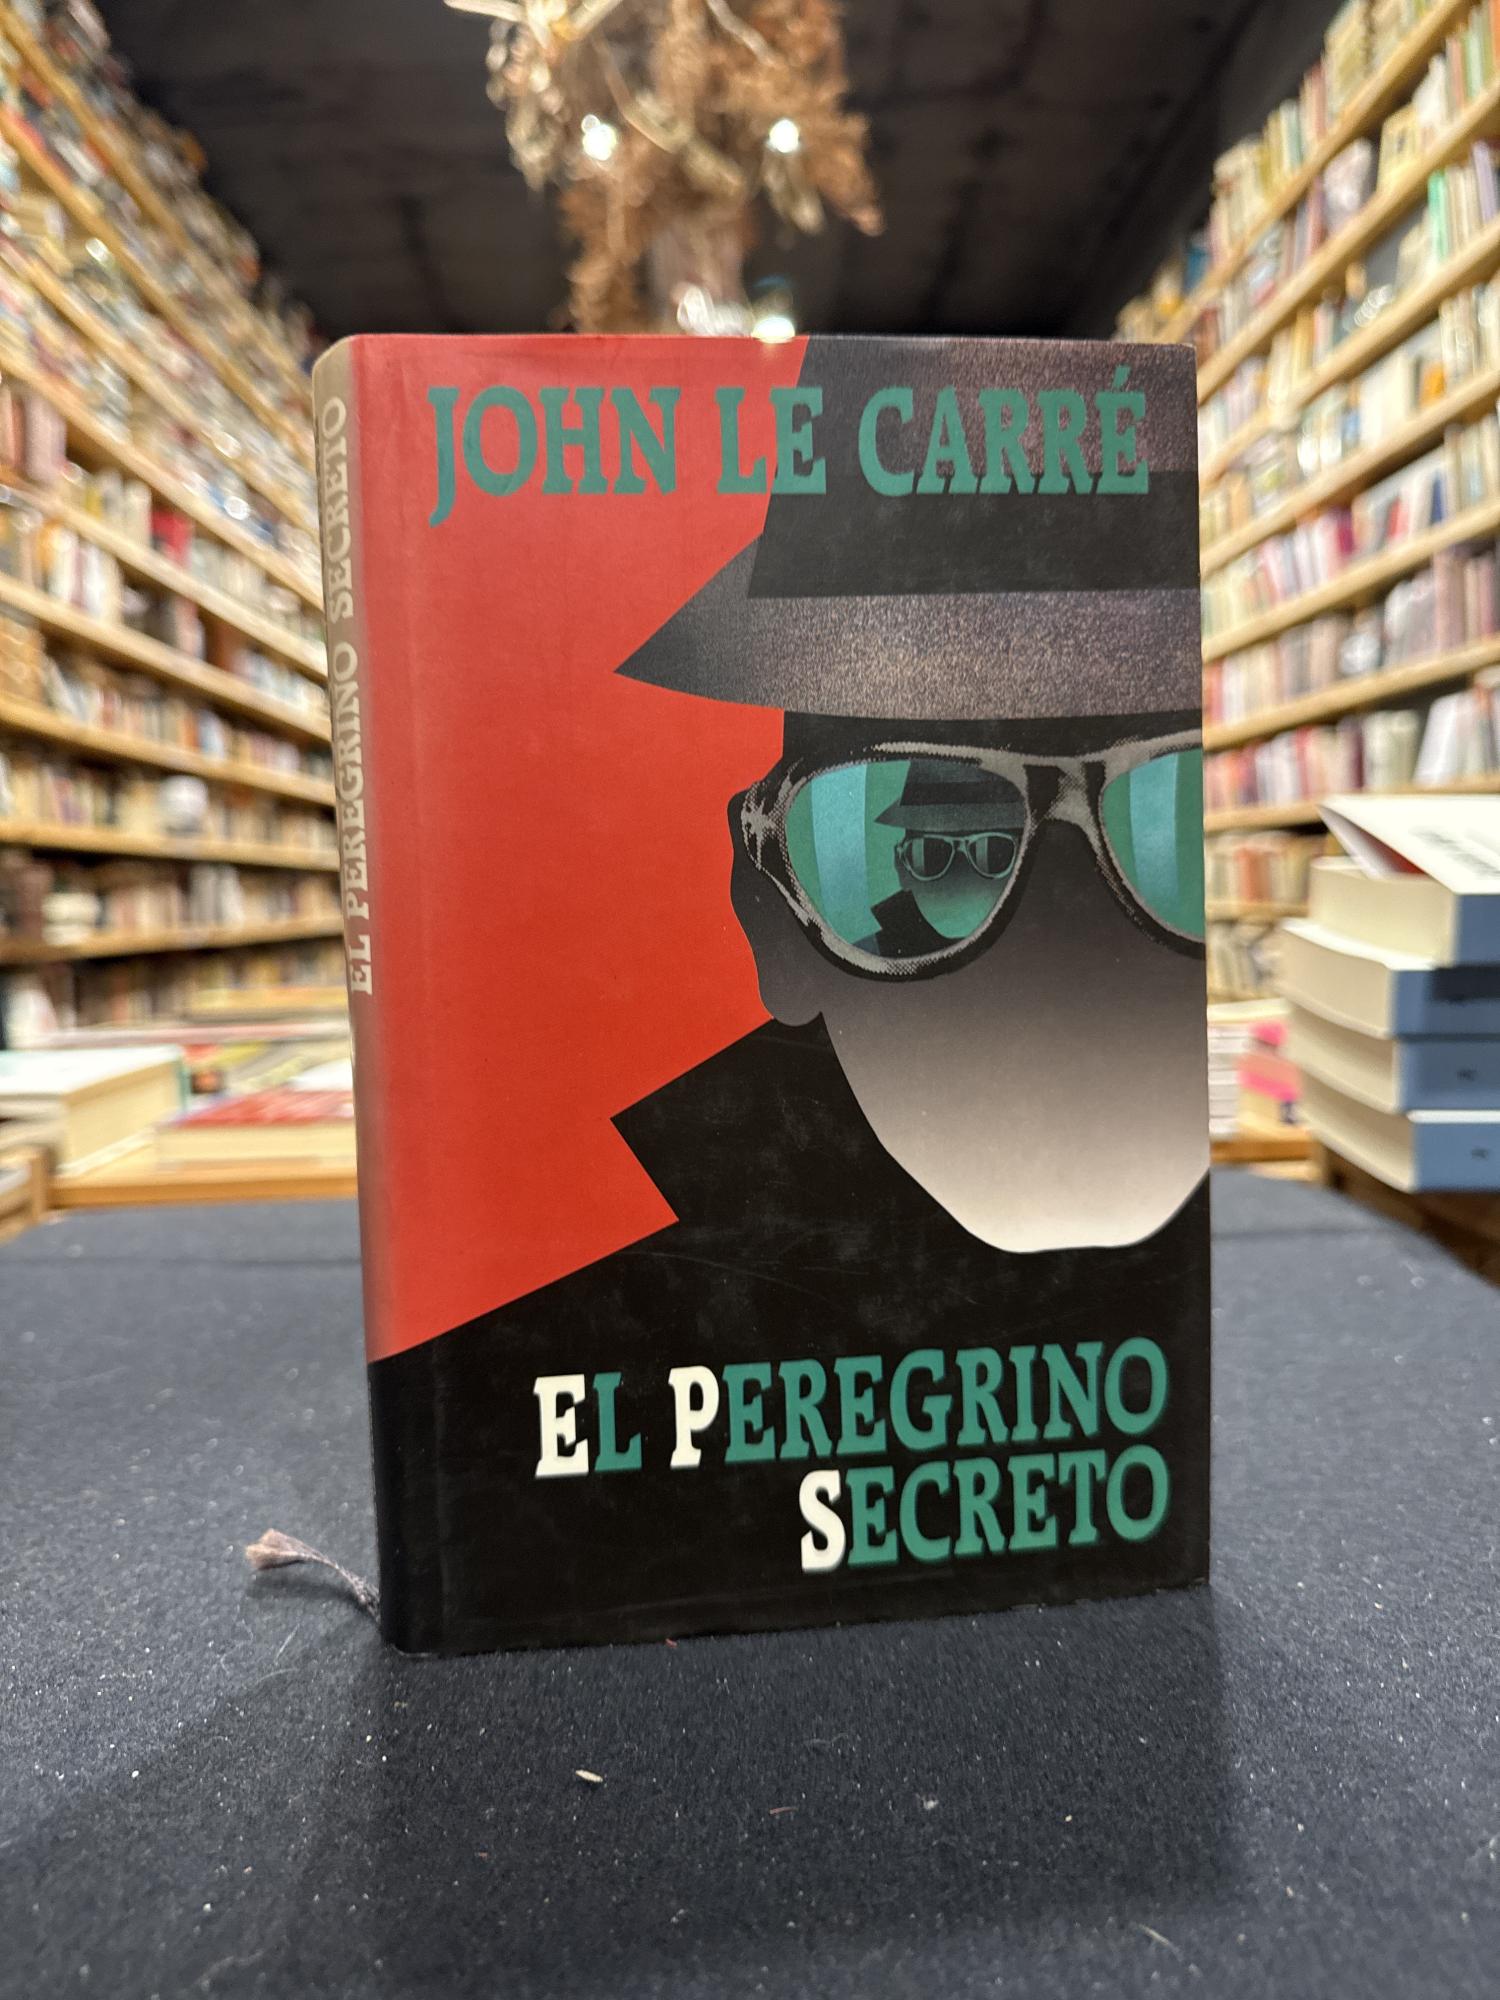 JOHN LE CARRÉ
EL PEREGRINO
SECRETO
EL PEREGRINO SECRETO